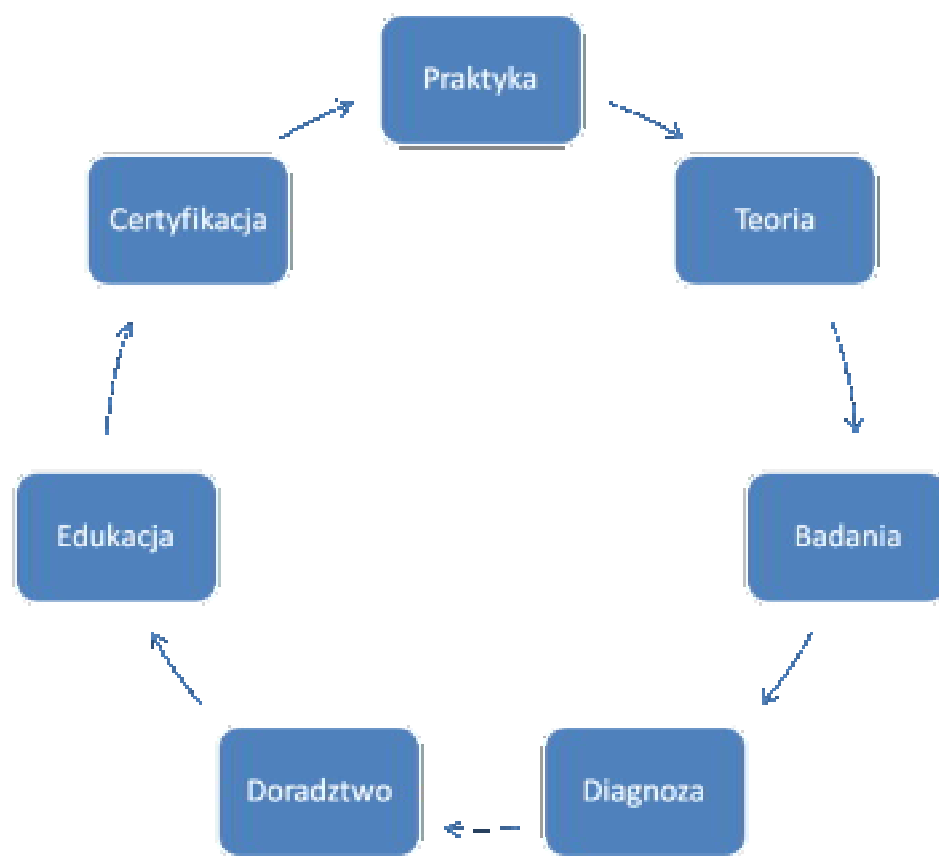 Praktyka
Teoria
Badania
Diagnoza
Doradztwo
Edukacja
Certyfikacja